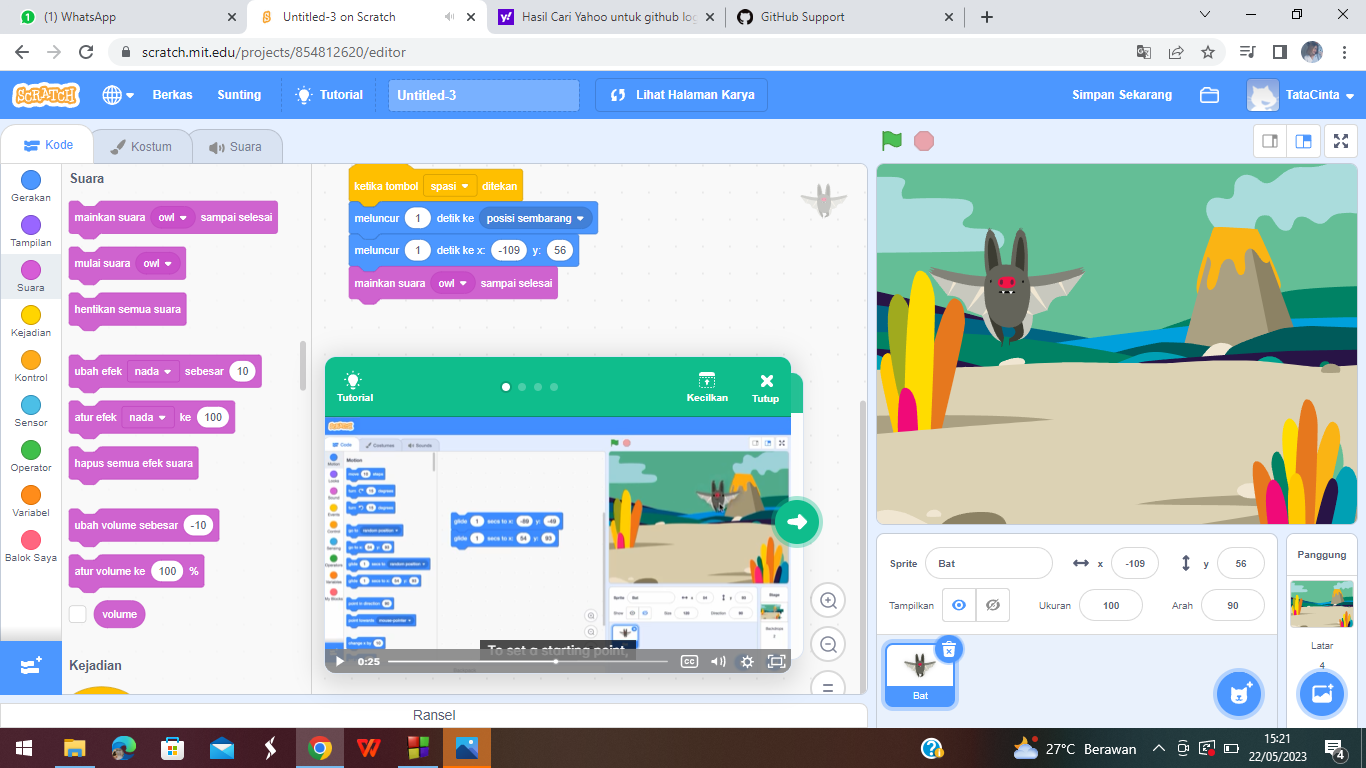 (1) WhatsApp
Untitled-3 on Scratch
Hasil Cari Yahoo untuk github log
GitHub Support
scratch.mit.edu/projects/854812620/editor
SCRATCH
Berkas
Sunting
Tutorial
Untitled-3
Lihat Halaman Karya
Simpan Sekarang
TataCinta
Kode
Kostum
Suara
Gerakan
Tampilan
Suara
Kejadian
Kontrol
Sensor
Operator
Variabel
Balok Saya
Suara
mainkan suara owl sampai selesai
mulai suara owl
hentikan semua suara
ubah efek nada sebesar 10
atur efek nada ke 100
hapus semua efek suara
ubah volume sebesar -10
atur volume ke 100 %
volume
Kejadian
ketika tombol spasi ditekan
meluncur 1 detik ke posisi sembarang
meluncur 1 detik ke x: -109 y: 56
mainkan suara owl sampai selesai
Tutorial
Kecilkan
Tutup
SCRATCH
Code
Costumes
Sounds
Motion
glide 1 secs to x: -89 y: -49
glide 1 secs to x: 54 y: 93
To set a starting point,
0:25
CC
Sprite
Bat
x
-109
y
56
Tampilkan
Ukuran
100
Arah
90
Bat
Panggung
Latar
4
Ransel
27°C Berawan
15:21
22/05/2023
4